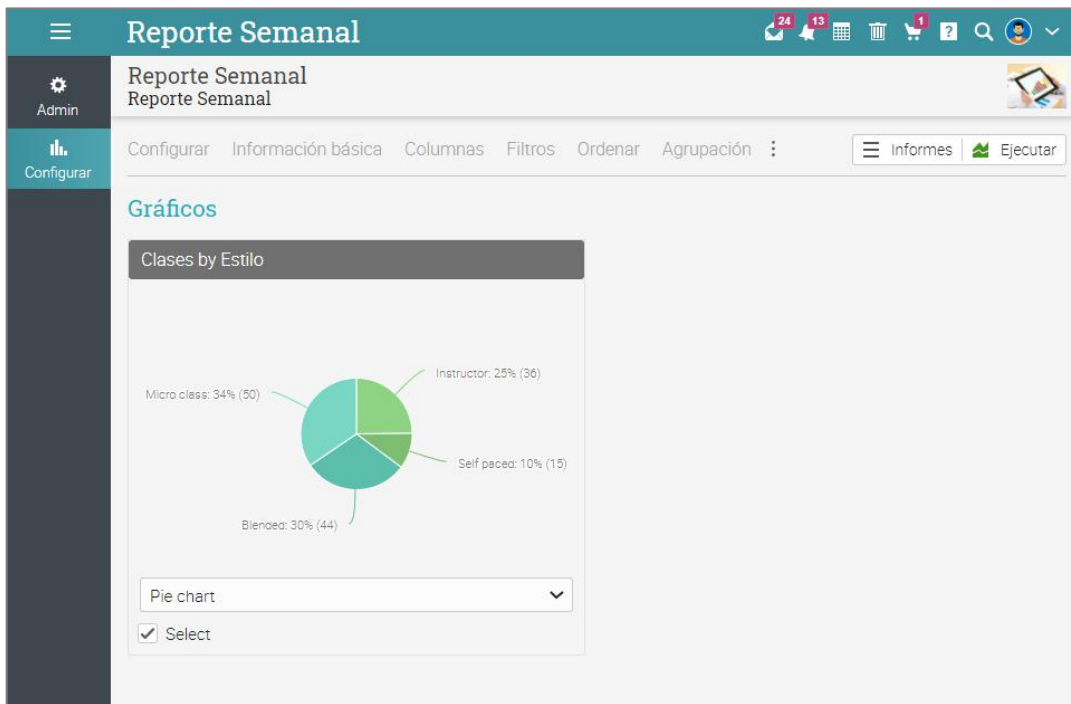 Reporte Semanal
24
13
1
Admin
Configurar
Reporte Semanal
Reporte Semanal
Configurar Información básica Columnas Filtros Ordenar Agrupación
Informes Ejecutar
Gráficos
Clases by Estilo
Instructor: 25% (36)
Micro class: 34% (50)
Self paced: 10% (15)
Blended: 30% (44)
Pie chart
Select